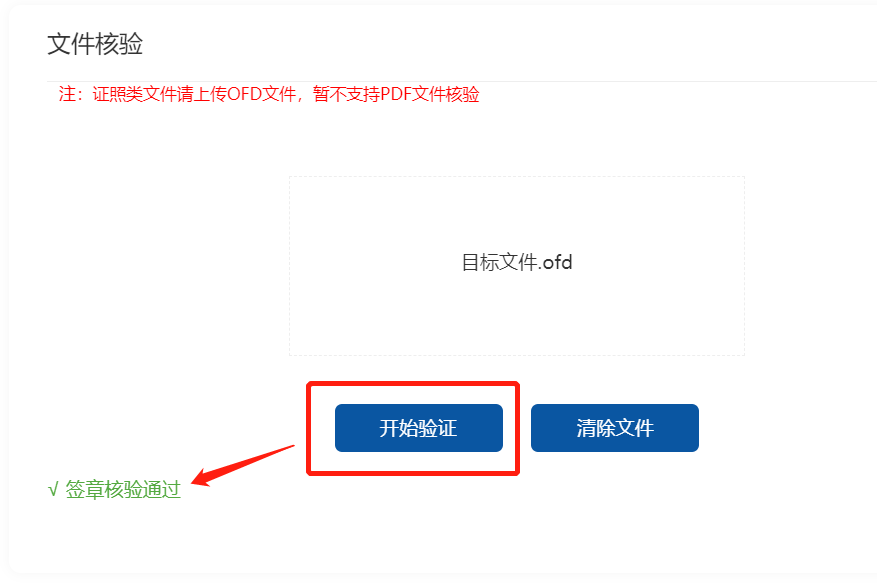 文件核验
注：证照类文件请上传OFD文件，暂不支持PDF文件核验
目标文件.ofd
开始验证 清除文件
√ 签章核验通过